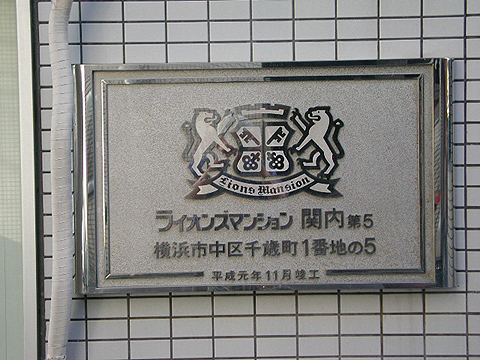 Lions Mansion
ライオンズマンション 関内第5
横浜市中区千歳町1番地の5
平成元年11月竣工